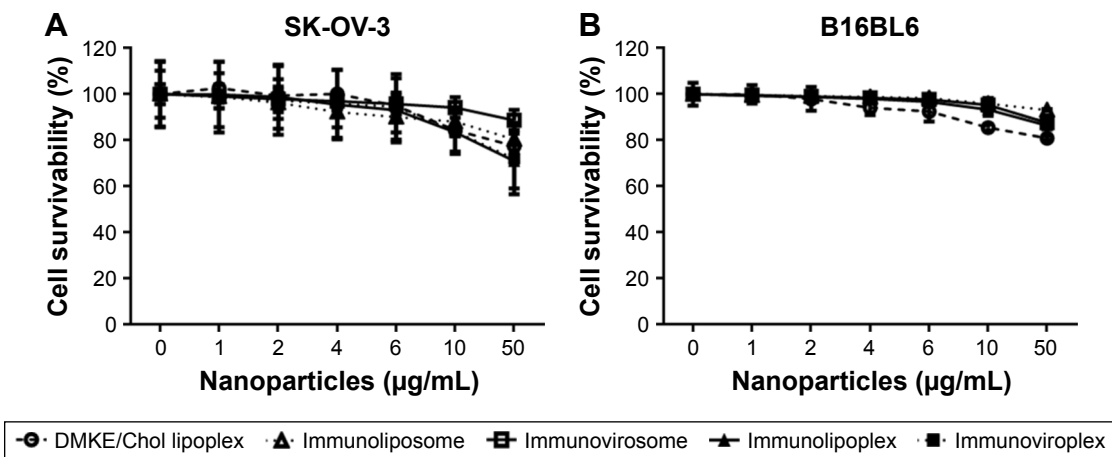 A SK-OV-3
Cell survivability (%)
120
100
80
60
40
20
0
0 1 2 4 6 10 50
Nanoparticles (µg/mL)
B B16BL6
Cell survivability (%)
120
100
80
60
40
20
0
0 1 2 4 6 10 50
Nanoparticles (µg/mL)
DMKE/Chol lipoplex Immunoliposome Immunovirosome Immunolipoplex Immunoviroplex